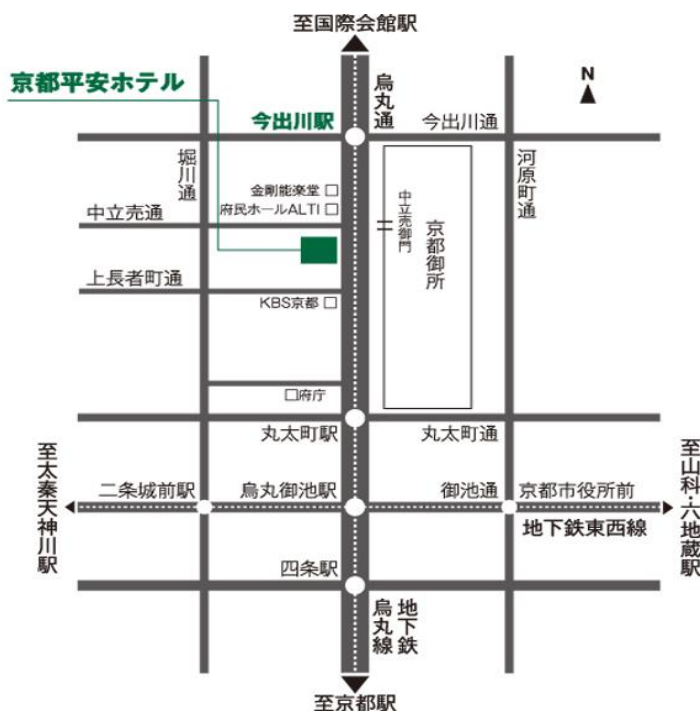 至国際会館駅
京都平安ホテル
N
烏丸通
今出川駅
今出川通
堀川通
河原町通
金剛能楽堂
府民ホールALTI
中立売通
中立売御門
京都御所
上長者町通
KBS京都
府庁
丸太町駅
丸太町通
至太秦天神川駅
二条城前駅
烏丸御池駅
御池通
京都市役所前
至山科・六地蔵駅
地下鉄東西線
四条駅
地下鉄
烏丸線
至京都駅